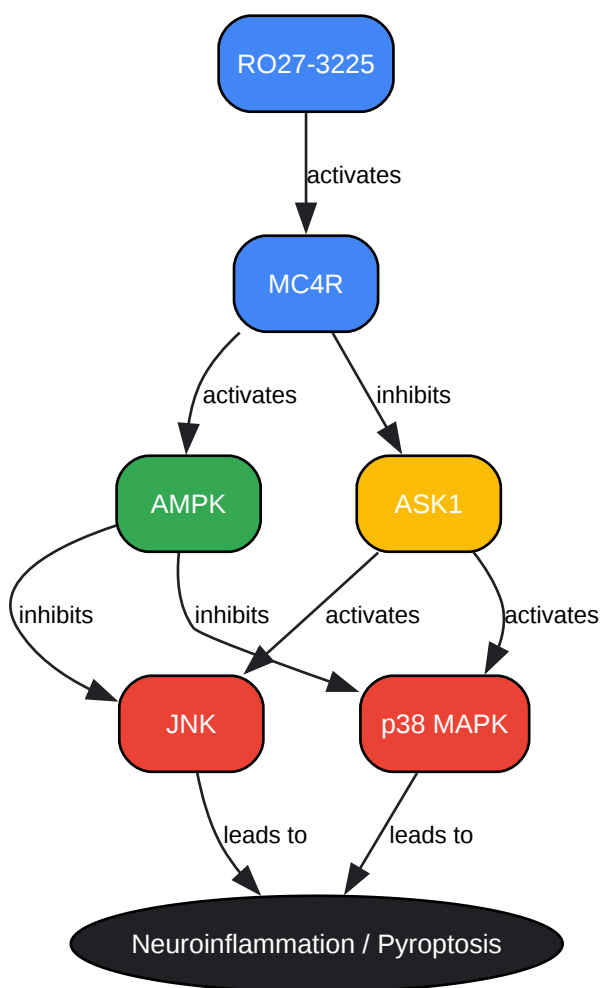 RO27-3225
activates
MC4R
activates
inhibits
AMPK
ASK1
inhibits
inhibits
activates
activates
JNK
p38 MAPK
leads to
leads to
Neuroinflammation / Pyroptosis